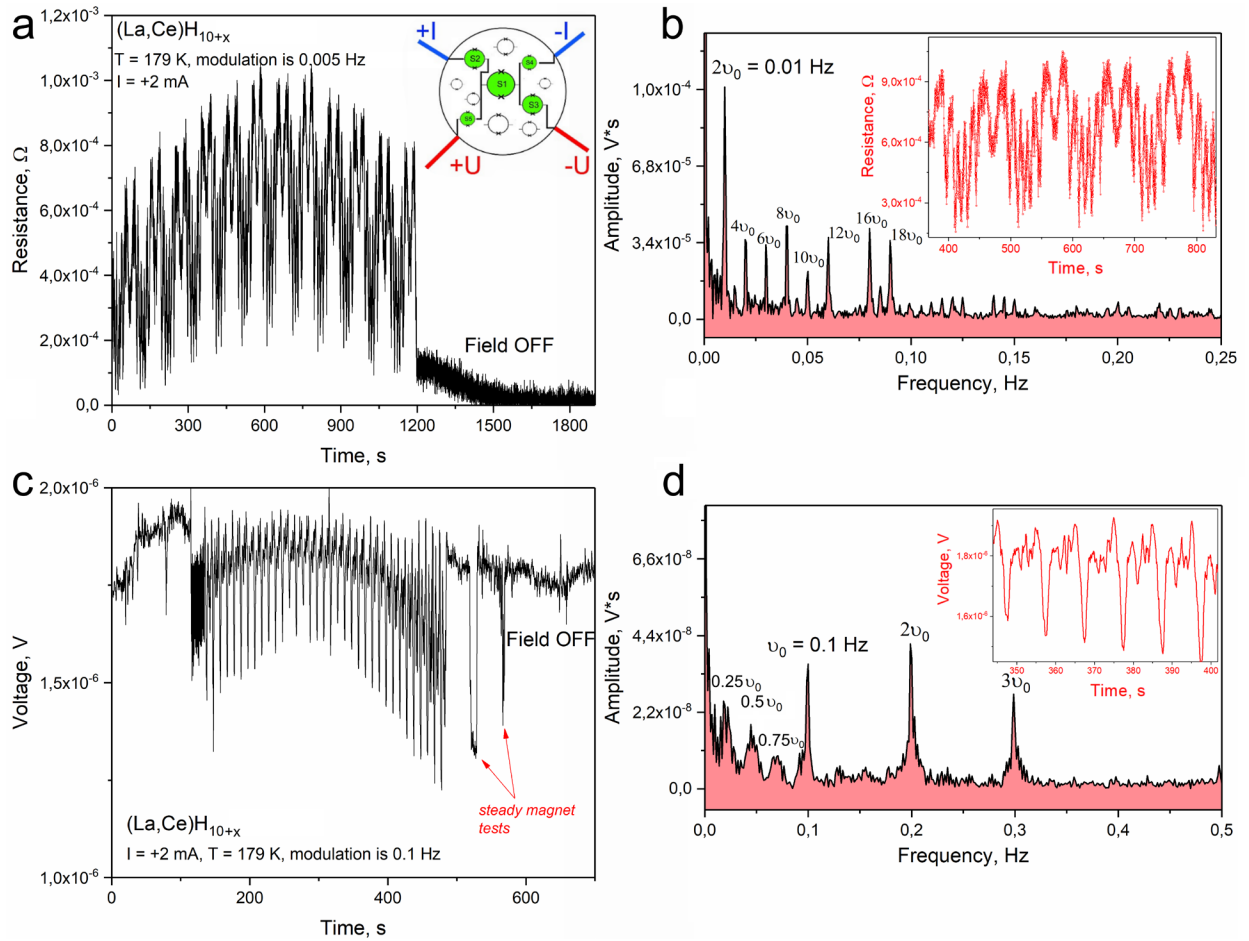 a
(La,Ce)H10+x
T = 179 K, modulation is 0.005 Hz
I = +2 mA
+I
-I
S2
S4
S1
S3
S5
+U
-U
Field OFF
1,2x10-3
1,0x10-3
8,0x10-4
6,0x10-4
4,0x10-4
2,0x10-4
0,0
Resistance, Ω
0 300 600 900 1200 1500 1800
Time, s
b
2υ0 = 0.01 Hz
4υ0
6υ0
8υ0
10υ0
12υ0
16υ0
18υ0
1,0x10-4
6,8x10-5
3,4x10-5
0,0
Amplitude, V*s
0,00 0,05 0,10 0,15 0,20 0,25
Frequency, Hz
9,0x10-4
6,0x10-4
3,0x10-4
Resistance, Ω
400 500 600 700 800
Time, s
c
2,0x10-6
1,5x10-6
1,0x10-6
Voltage, V
Field OFF
steady magnet
tests
(La,Ce)H10+x
I = +2 mA, T = 179 K, modulation is 0.1 Hz
0 200 400 600
Time, s
d
6,6x10-8
4,4x10-8
2,2x10-8
0,0
Amplitude, V*s
0.25υ0
0.5υ0
0.75υ0
υ0 = 0.1 Hz
2υ0
3υ0
0,0 0,1 0,2 0,3 0,4 0,5
Frequency, Hz
1,8x10-6
1,6x10-6
Voltage, V
350 360 370 380 390 400
Time, s